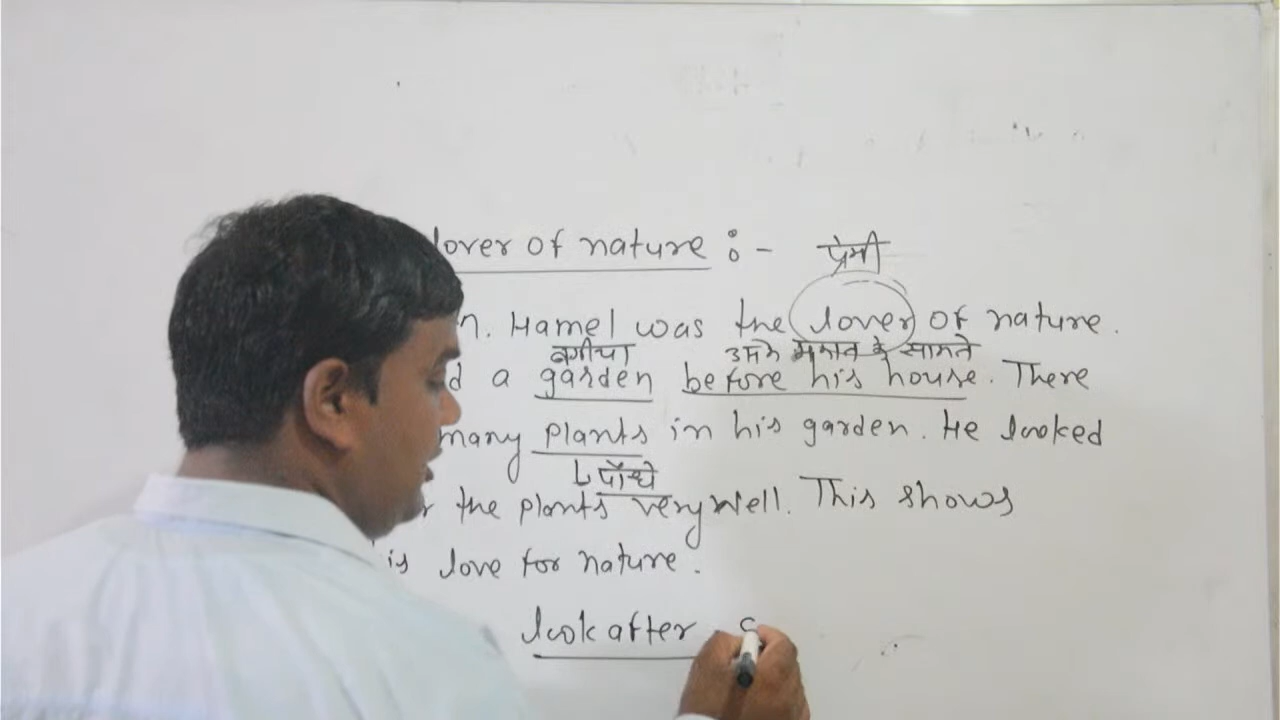 lover of nature :- प्रेमी
n. Hamel was the lover of nature.
बगीचा उसके मकान के सामने
d a garden before his house. There
many plants in his garden. He looked
पौधे
r the plants very well. This shows
is love for nature.
look after